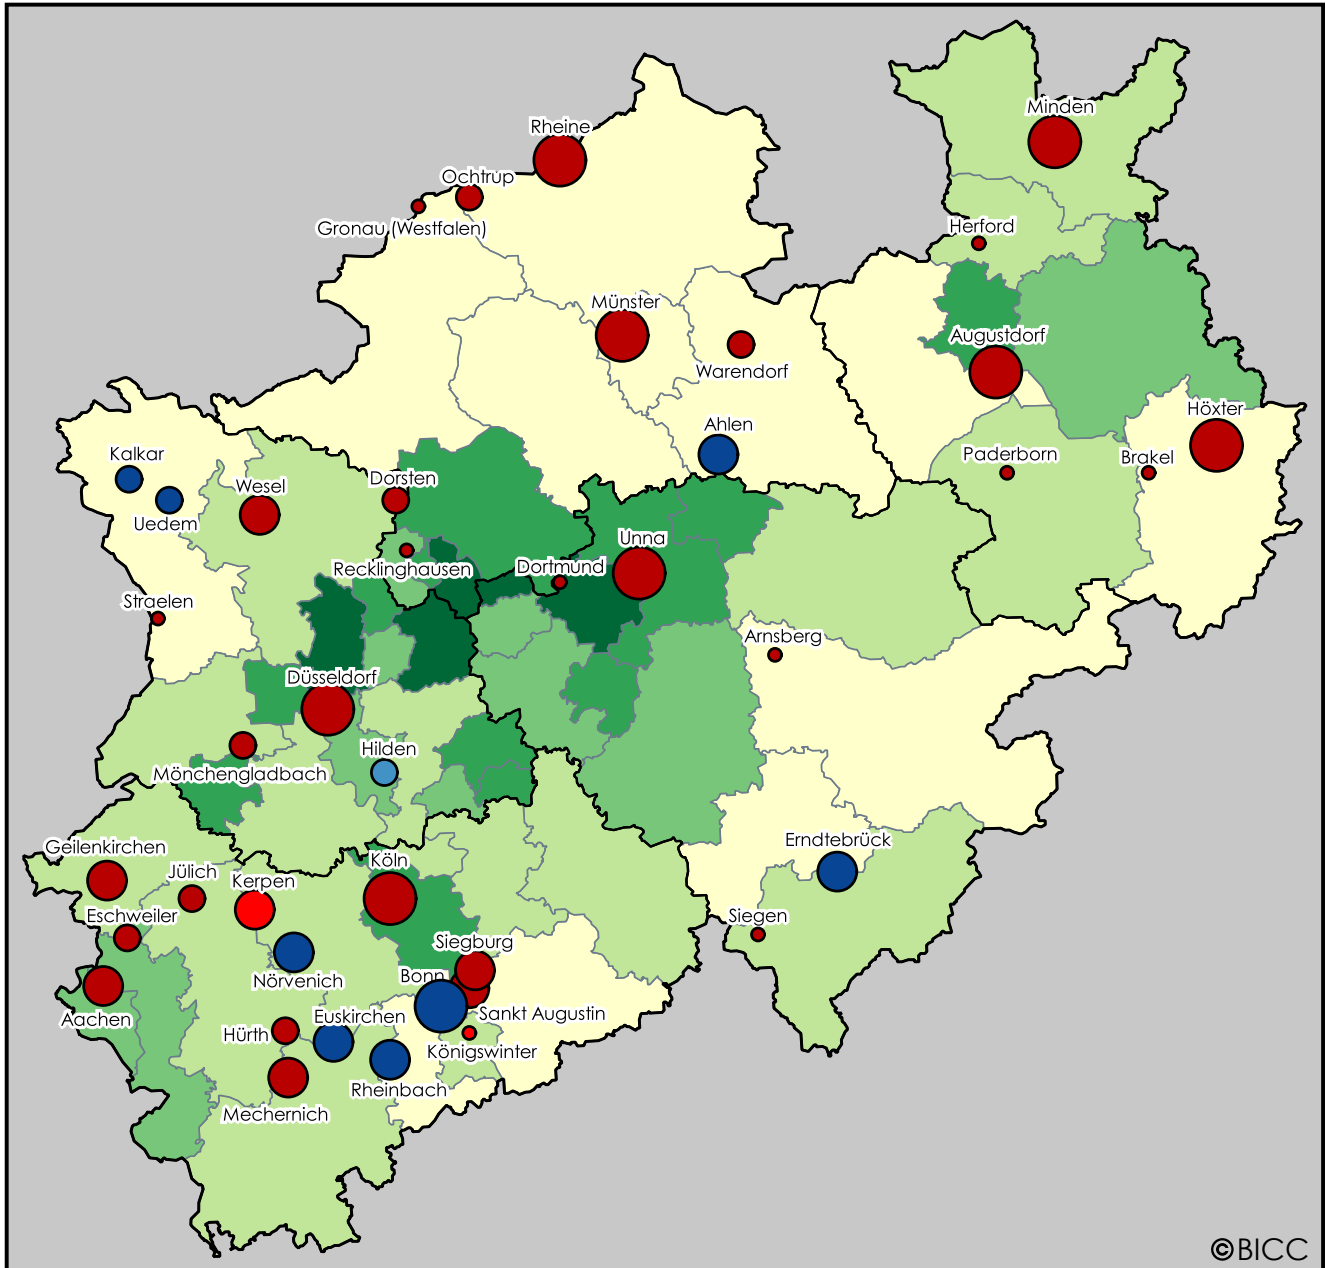 Minden
Rheine
Ochtrup
Gronau (Westfalen)
Herford
Münster
Augustdorf
Warendorf
Höxter
Ahlen
Kalkar
Paderborn
Brakel
Dorsten
Wesel
Uedem
Unna
Recklinghausen
Dortmund
Straelen
Arnsberg
Düsseldorf
Hilden
Mönchengladbach
Erndtebrück
Geilenkirchen
Köln
Jülich
Kerpen
Eschweiler
Siegen
Siegburg
Bonn
Nörvenich
Sankt Augustin
Euskirchen
Aachen
Hürth
Königswinter
Rheinbach
Mechernich
©BICC